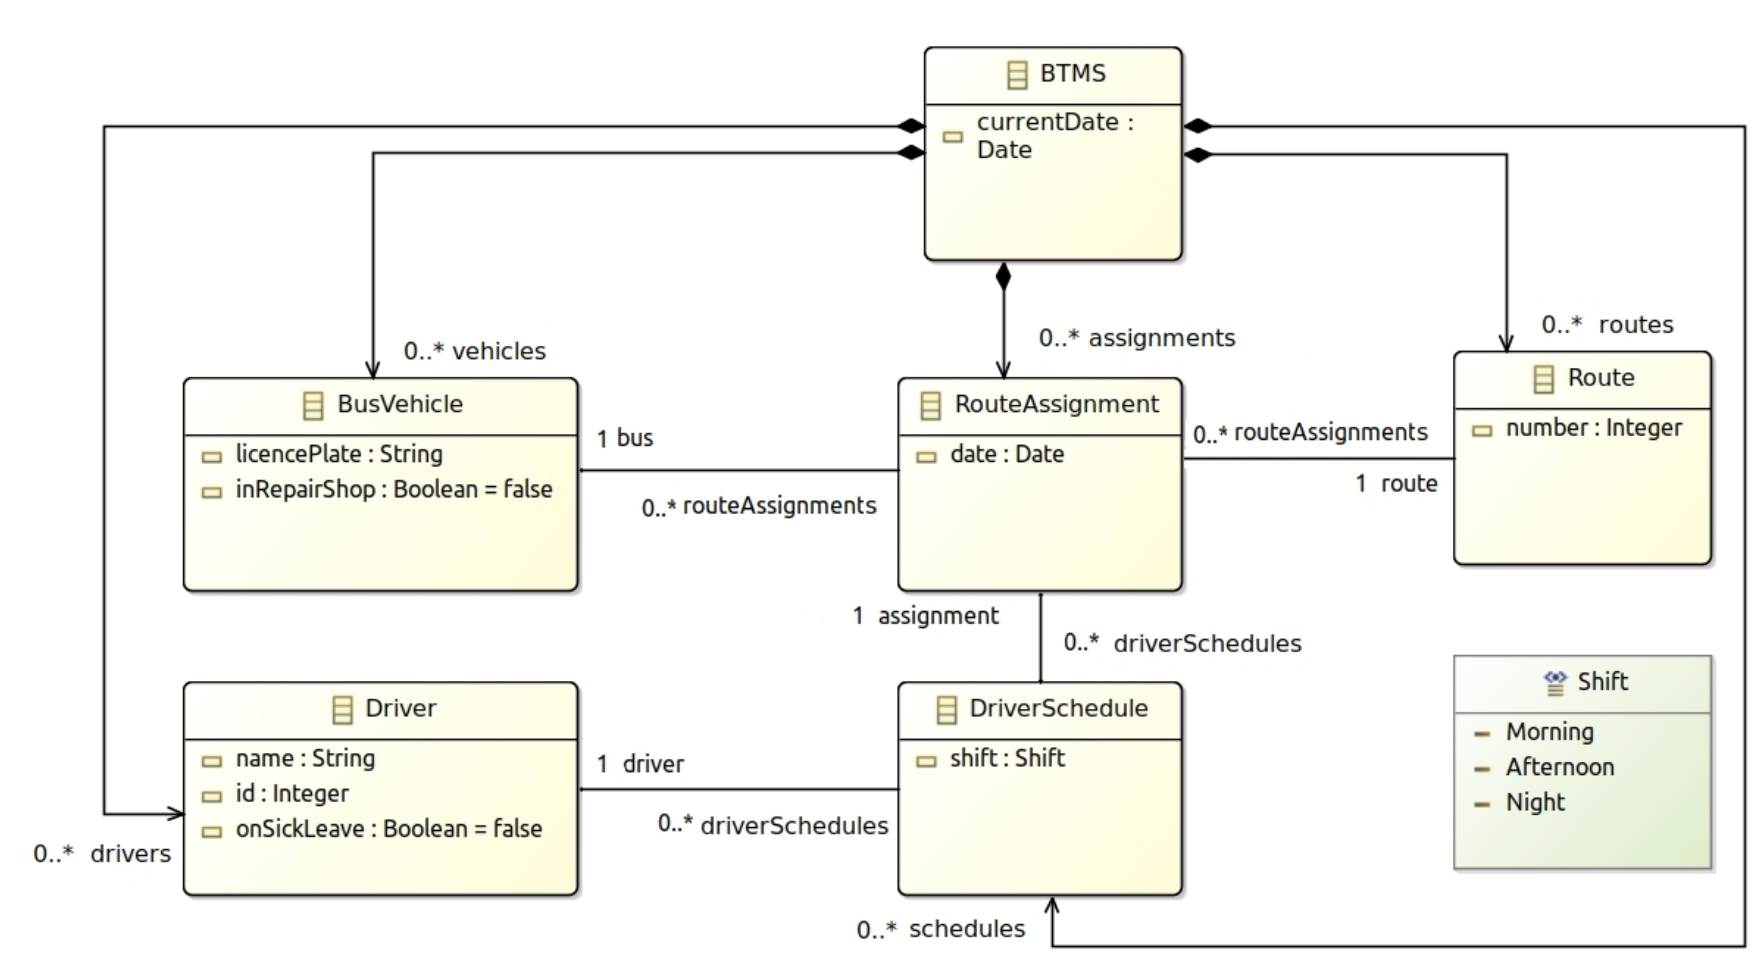 BTMS
currentDate :
Date
0..* vehicles
0..* assignments
0..* routes
BusVehicle
licencePlate : String
inRepairShop : Boolean = false
1 bus
0..* routeAssignments
RouteAssignment
date : Date
0..* routeAssignments
1 route
Route
number : Integer
1 assignment
0..* driverSchedules
Driver
name : String
id : Integer
onSickLeave : Boolean = false
0..* drivers
1 driver
0..* driverSchedules
DriverSchedule
shift : Shift
0..* schedules
Shift
Morning
Afternoon
Night